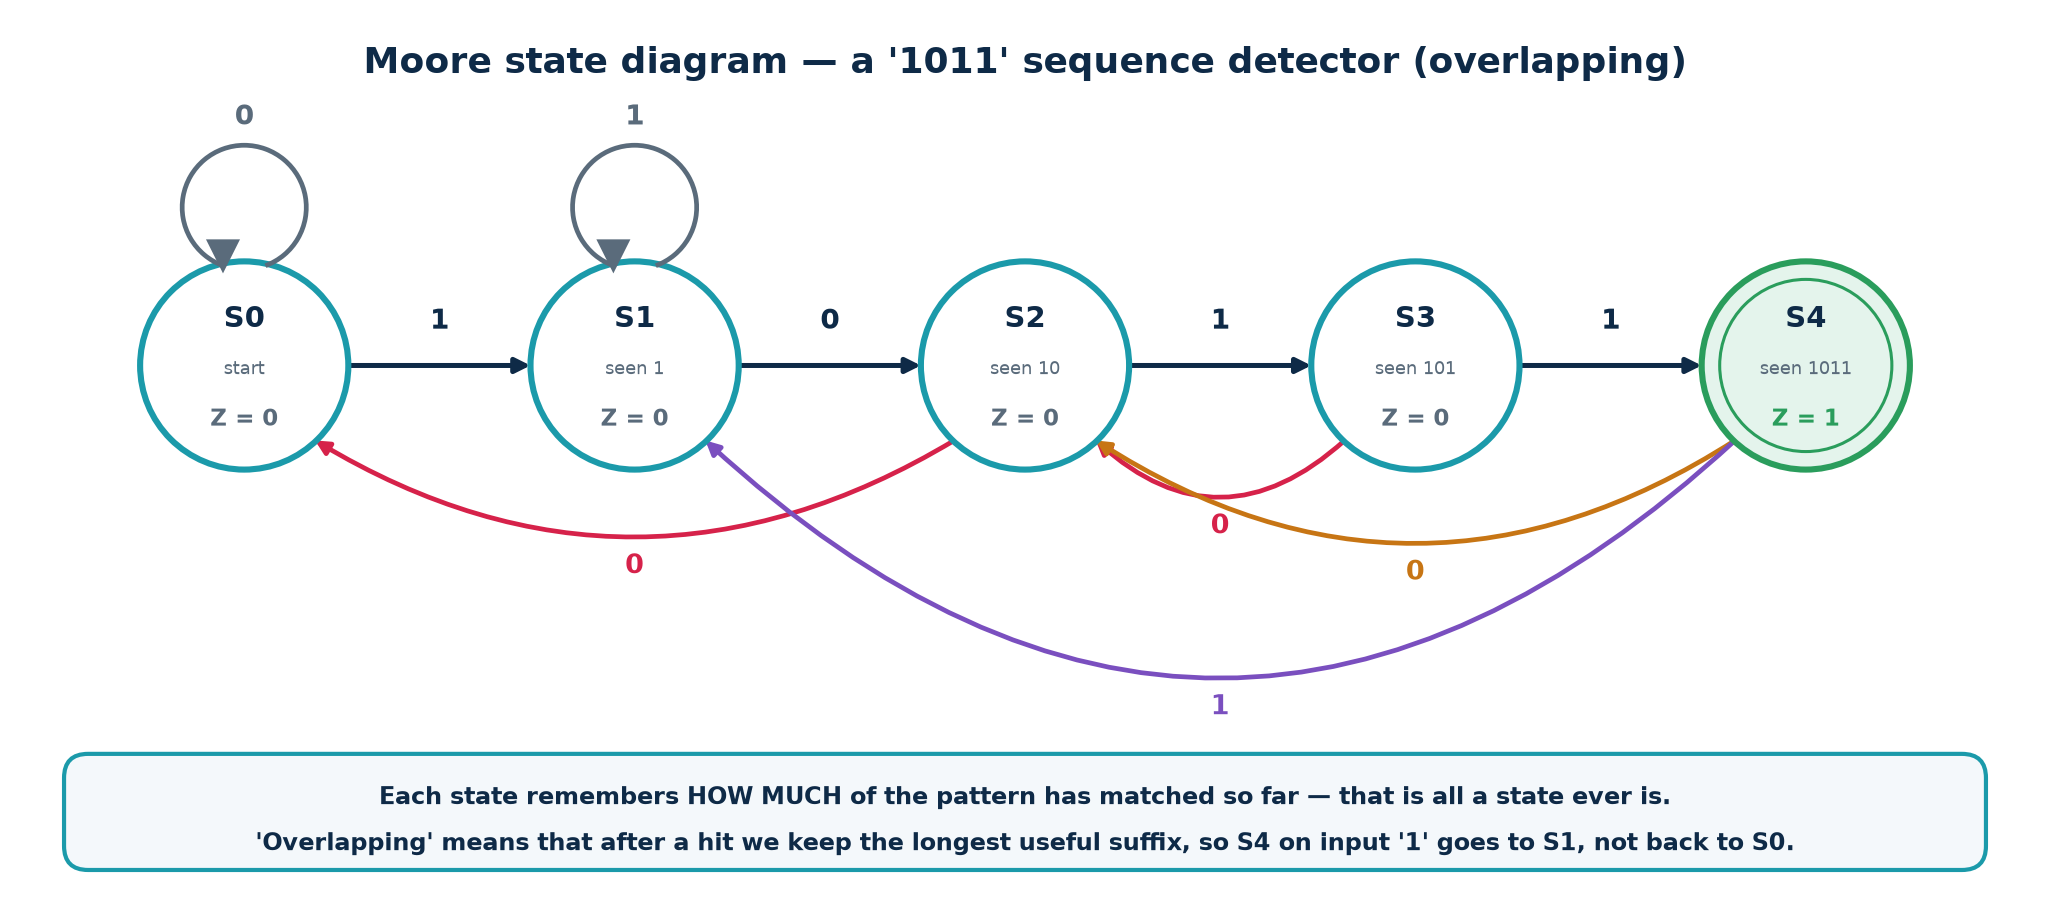 Moore state diagram — a '1011' sequence detector (overlapping)
0
1
S0
S1
S2
S3
S4
1
0
1
1
start
seen 1
seen 10
seen 101
seen 1011
Z = 0
Z = 0
Z = 0
Z = 0
Z = 1
0
0
0
1
Each state remembers HOW MUCH of the pattern has matched so far — that is all a state ever is.
'Overlapping' means that after a hit we keep the longest useful suffix, so S4 on input '1' goes to S1, not back to S0.